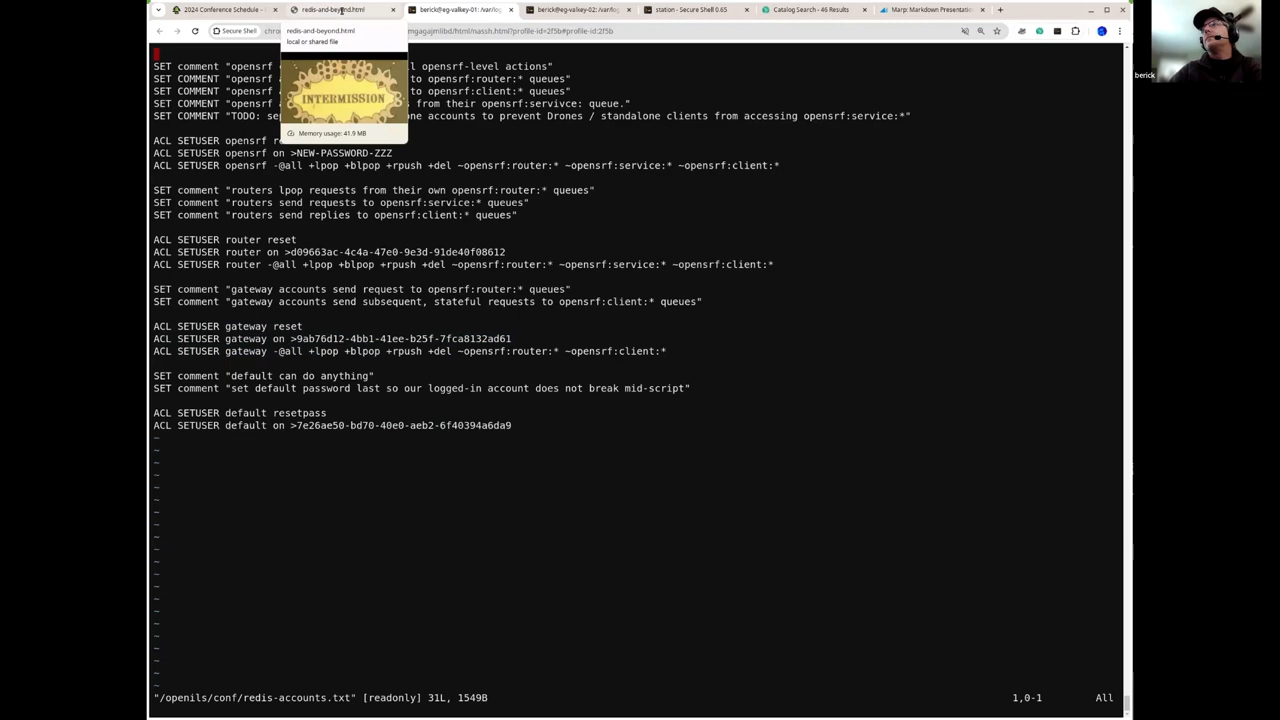 2024 Conference Schedule -
redis-and-beyond.html
berick@eg-valkey-01: /var/log
berick@eg-valkey-02: /var/log
station - Secure Shell 0.65
Catalog Search - 46 Results
Marp: Markdown Presentatio
Secure Shell
mgagajmlibd/html/nassh.html?profile-id=2f5b#profile-id=2f5b
redis-and-beyond.html
local or shared file
INTERMISSION
Memory usage: 41.9 MB
berick
SET comment "opensrf
l opensrf-level actions"
SET COMMENT "opensrf
to opensrf:router:* queues"
SET COMMENT "opensrf
to opensrf:client:* queues"
SET COMMENT "opensrf
s from their opensrf:servivce: queue."
SET COMMENT "TODO: se
one accounts to prevent Drones / standalone clients from accessing opensrf:service:*"
ACL SETUSER opensrf re
ACL SETUSER opensrf on >NEW-PASSWORD-ZZZ
ACL SETUSER opensrf -@all +lpop +blpop +rpush +del ~opensrf:router:* ~opensrf:service:* ~opensrf:client:*
SET comment "routers lpop requests from their own opensrf:router:* queues"
SET comment "routers send requests to opensrf:service:* queues"
SET comment "routers send replies to opensrf:client:* queues"
ACL SETUSER router reset
ACL SETUSER router on >d09663ac-4c4a-47e0-9e3d-91de40f08612
ACL SETUSER router -@all +lpop +blpop +rpush +del ~opensrf:router:* ~opensrf:service:* ~opensrf:client:*
SET comment "gateway accounts send request to opensrf:router:* queues"
SET comment "gateway accounts send subsequent, stateful requests to opensrf:client:* queues"
ACL SETUSER gateway reset
ACL SETUSER gateway on >9ab76d12-4bb1-41ee-b25f-7fca8132ad61
ACL SETUSER gateway -@all +lpop +blpop +rpush +del ~opensrf:router:* ~opensrf:client:*
SET comment "default can do anything"
SET comment "set default password last so our logged-in account does not break mid-script"
ACL SETUSER default resetpass
ACL SETUSER default on >7e26ae50-bd70-40e0-aeb2-6f40394a6da9
"/openils/conf/redis-accounts.txt" [readonly] 31L, 1549B
1,0-1
All